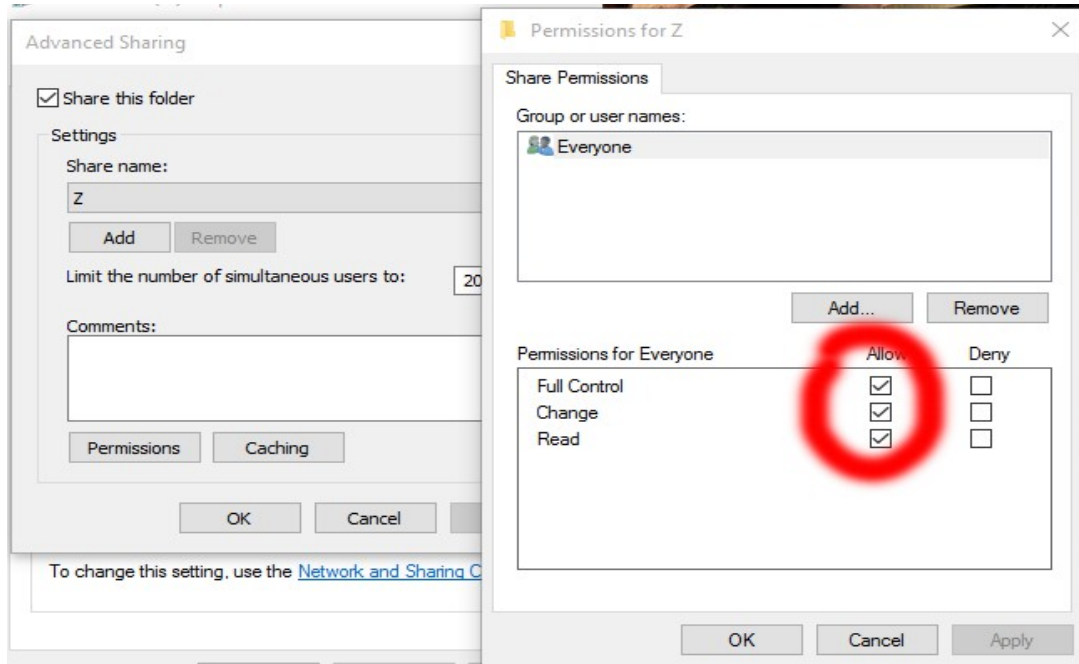 Advanced Sharing
Share this folder
Settings
Share name:
Z
Add
Remove
Limit the number of simultaneous users to:
20
Comments:
Permissions
Caching
OK
Cancel
To change this setting, use the Network and Sharing C
Permissions for Z
Share Permissions
Group or user names:
Everyone
Add...
Remove
Permissions for Everyone
Allow
Deny
Full Control
Change
Read
OK
Cancel
Apply